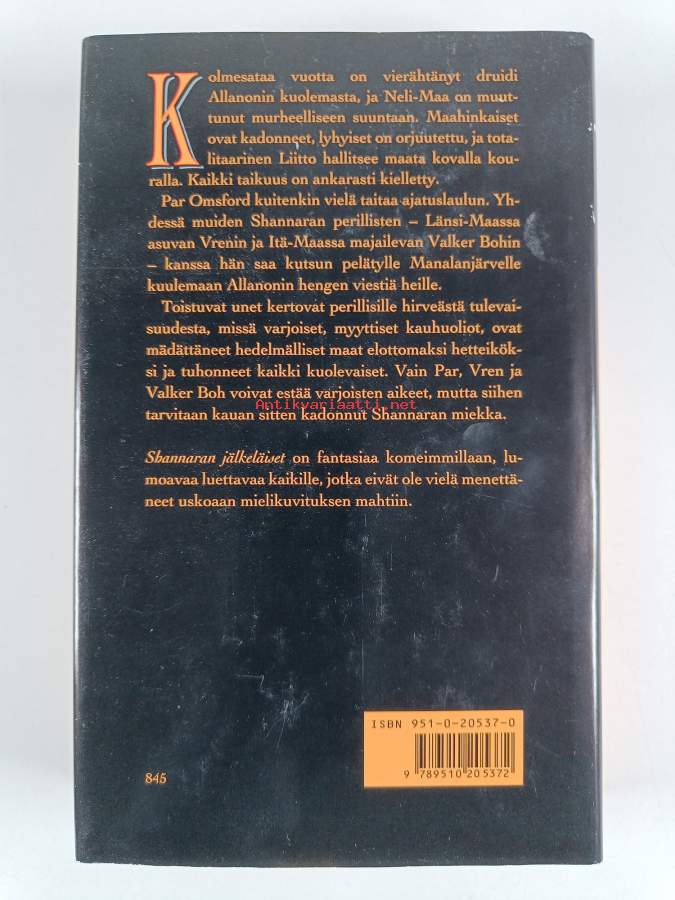 Kolmesataa vuotta on vierähtänyt druidi
Allanonin kuolemasta, ja Neli-Maa on muut-
tunut murheelliseen suuntaan. Maahinkaiset
ovat kadonneet, lyhyiset on orjuutettu, ja tota-
litaarinen Liitto hallitsee maata kovalla kou-
ralla. Kaikki taikuus on ankarasti kielletty.
Par Omsford kuitenkin vielä taitaa ajatuslaulun. Yh-
dessä muiden Shannaran perillisten – Länsi-Maassa
asuvan Vrenin ja Itä-Maassa majailevan Valker Bohin
– kanssa hän saa kutsun pelätylle Manalanjärvelle
kuulemaan Allanonin hengen viestiä heille.
Toistuvat unet kertovat perillisille hirveästä tulevai-
suudesta, missä varjoiset, myyttiset kauhuoliot, ovat
mädättäneet hedelmälliset maat elottomaksi hetteikök-
si ja tuhonneet kaikki kuolevaiset. Vain Par, Vren ja
Valker Boh voivat estää varjoisten aikeet, mutta siihen
Antikvariaatti.net
tarvitaan kauan sitten kadonnut Shannaran miekka.
Shannaran jälkeläiset on fantasiaa komeimmillaan, lu-
moavaa luettavaa kaikille, jotka eivät ole vielä menettä-
neet uskoaan mielikuvituksen mahtiin.
ISBN 951-0-20537-0
9 789510 205372
845